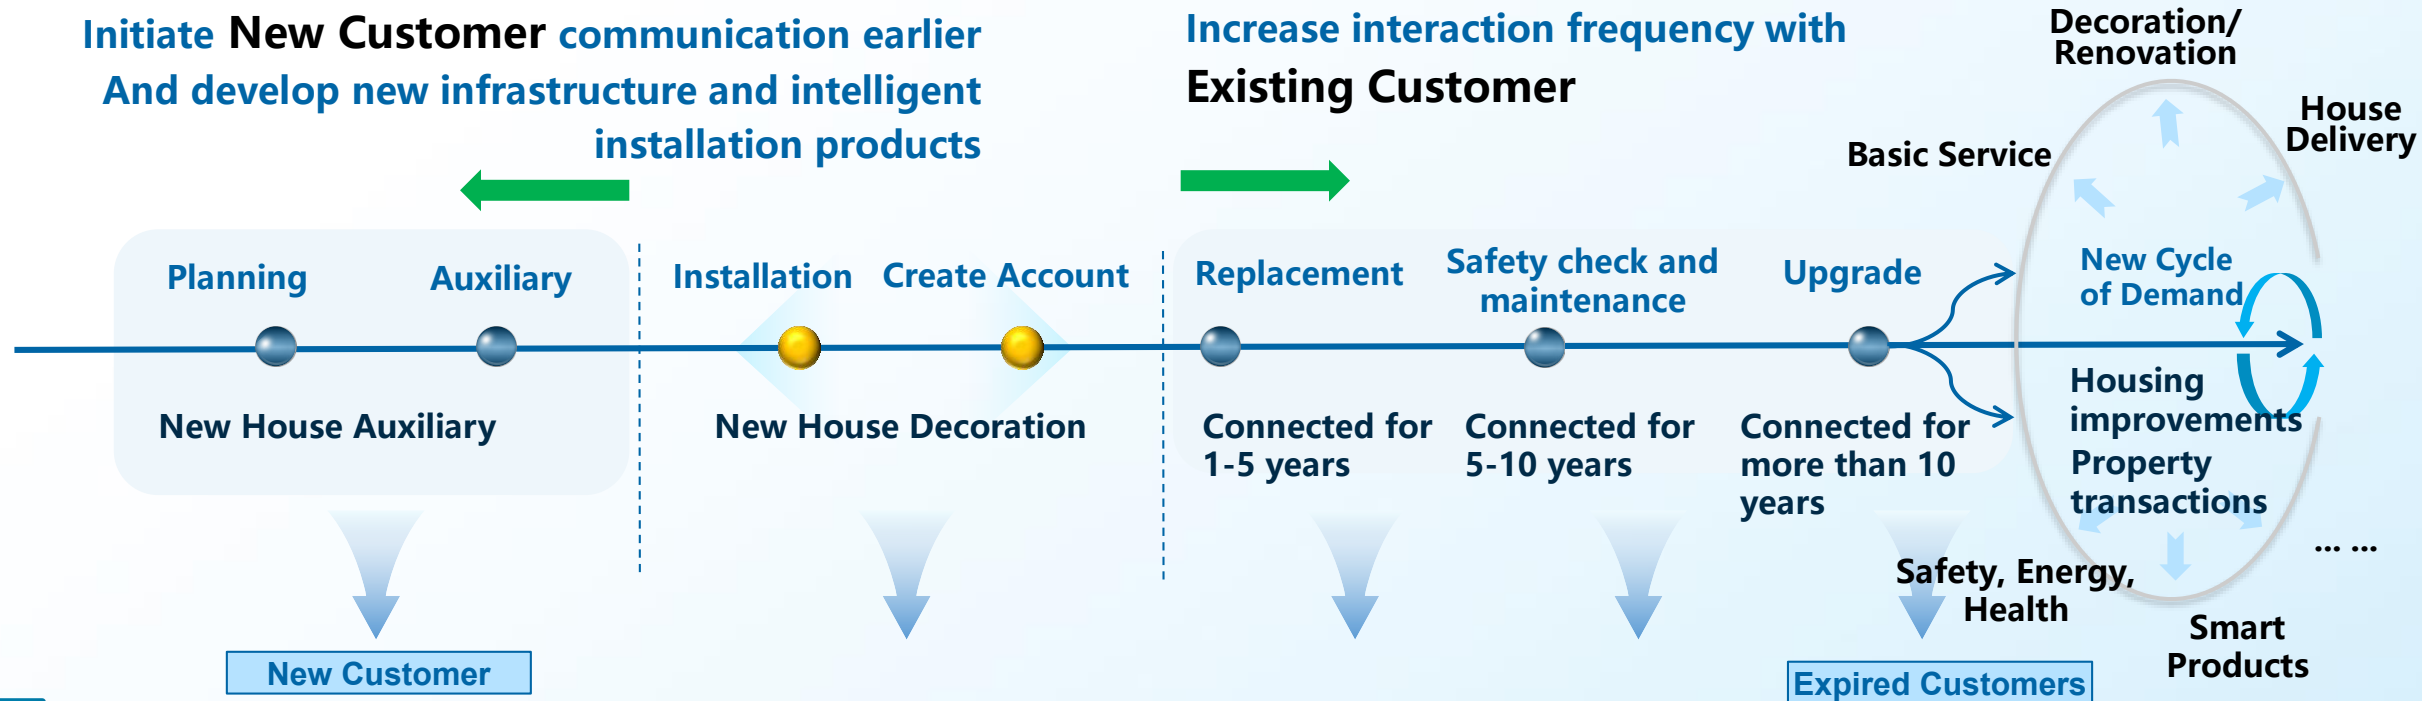 Initiate New Customer communication earlier
And develop new infrastructure and intelligent
installation products
Increase interaction frequency with
Existing Customer
Decoration/
Renovation
House
Delivery
Basic Service
Planning
Auxiliary
Installation
Create Account
Replacement
Safety check and
maintenance
Upgrade
New Cycle
of Demand
New House Auxiliary
New House Decoration
Connected for
1-5 years
Connected for
5-10 years
Connected for
more than 10
years
Housing
improvements
Property
transactions
... ...
Safety, Energy,
Health
Smart
Products
New Customer
Expired Customers